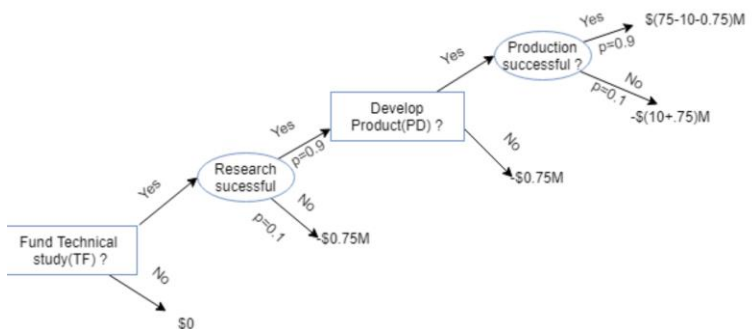 Yes
$(75-10-0.75)M
Production
successful ?
p=0.9
No
p=0.1
-$(10+.75)M
Yes
Develop
Product(PD) ?
No
-$0.75M
Yes
p=0.9
Research
sucessful
No
p=0.1
-$0.75M
Yes
Fund Technical
study(TF) ?
No
$0